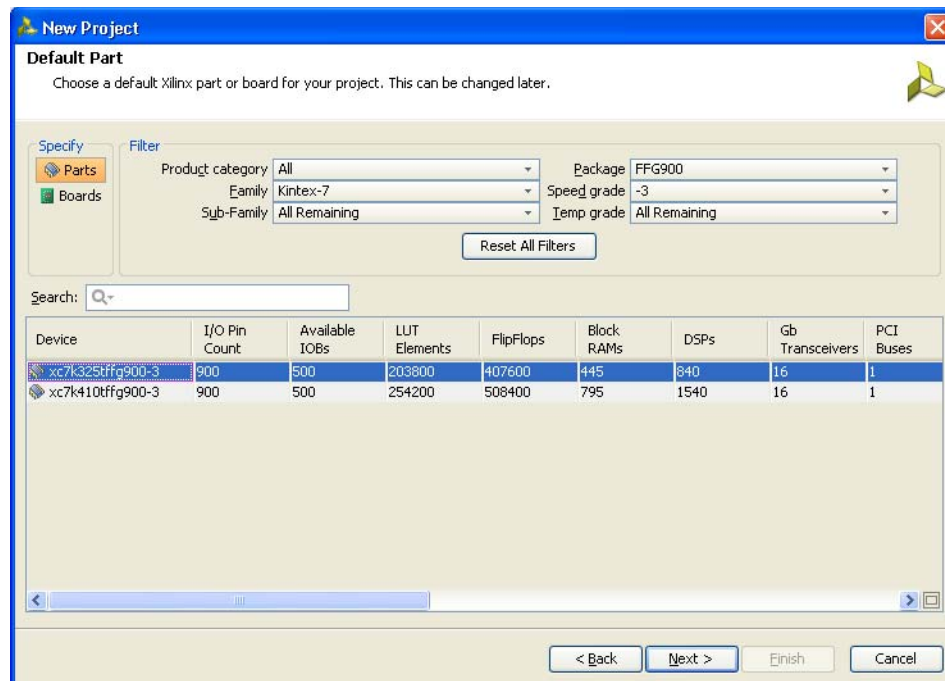 New Project
Default Part
Choose a default Xilinx part or board for your project. This can be changed later.
Specify
Filter
Parts
Boards
Product category All
Package FFG900
Family Kintex-7
Speed grade -3
Sub-Family All Remaining
Temp grade All Remaining
Reset All Filters
Search:
Device I/O Pin Count Available IOBs LUT Elements FlipFlops Block RAMs DSPs Gb Transceivers PCI Buses
xc7k325tffg900-3 900 500 203800 407600 445 840 16 1
xc7k410tffg900-3 900 500 254200 508400 795 1540 16 1
< Back Next > Finish Cancel